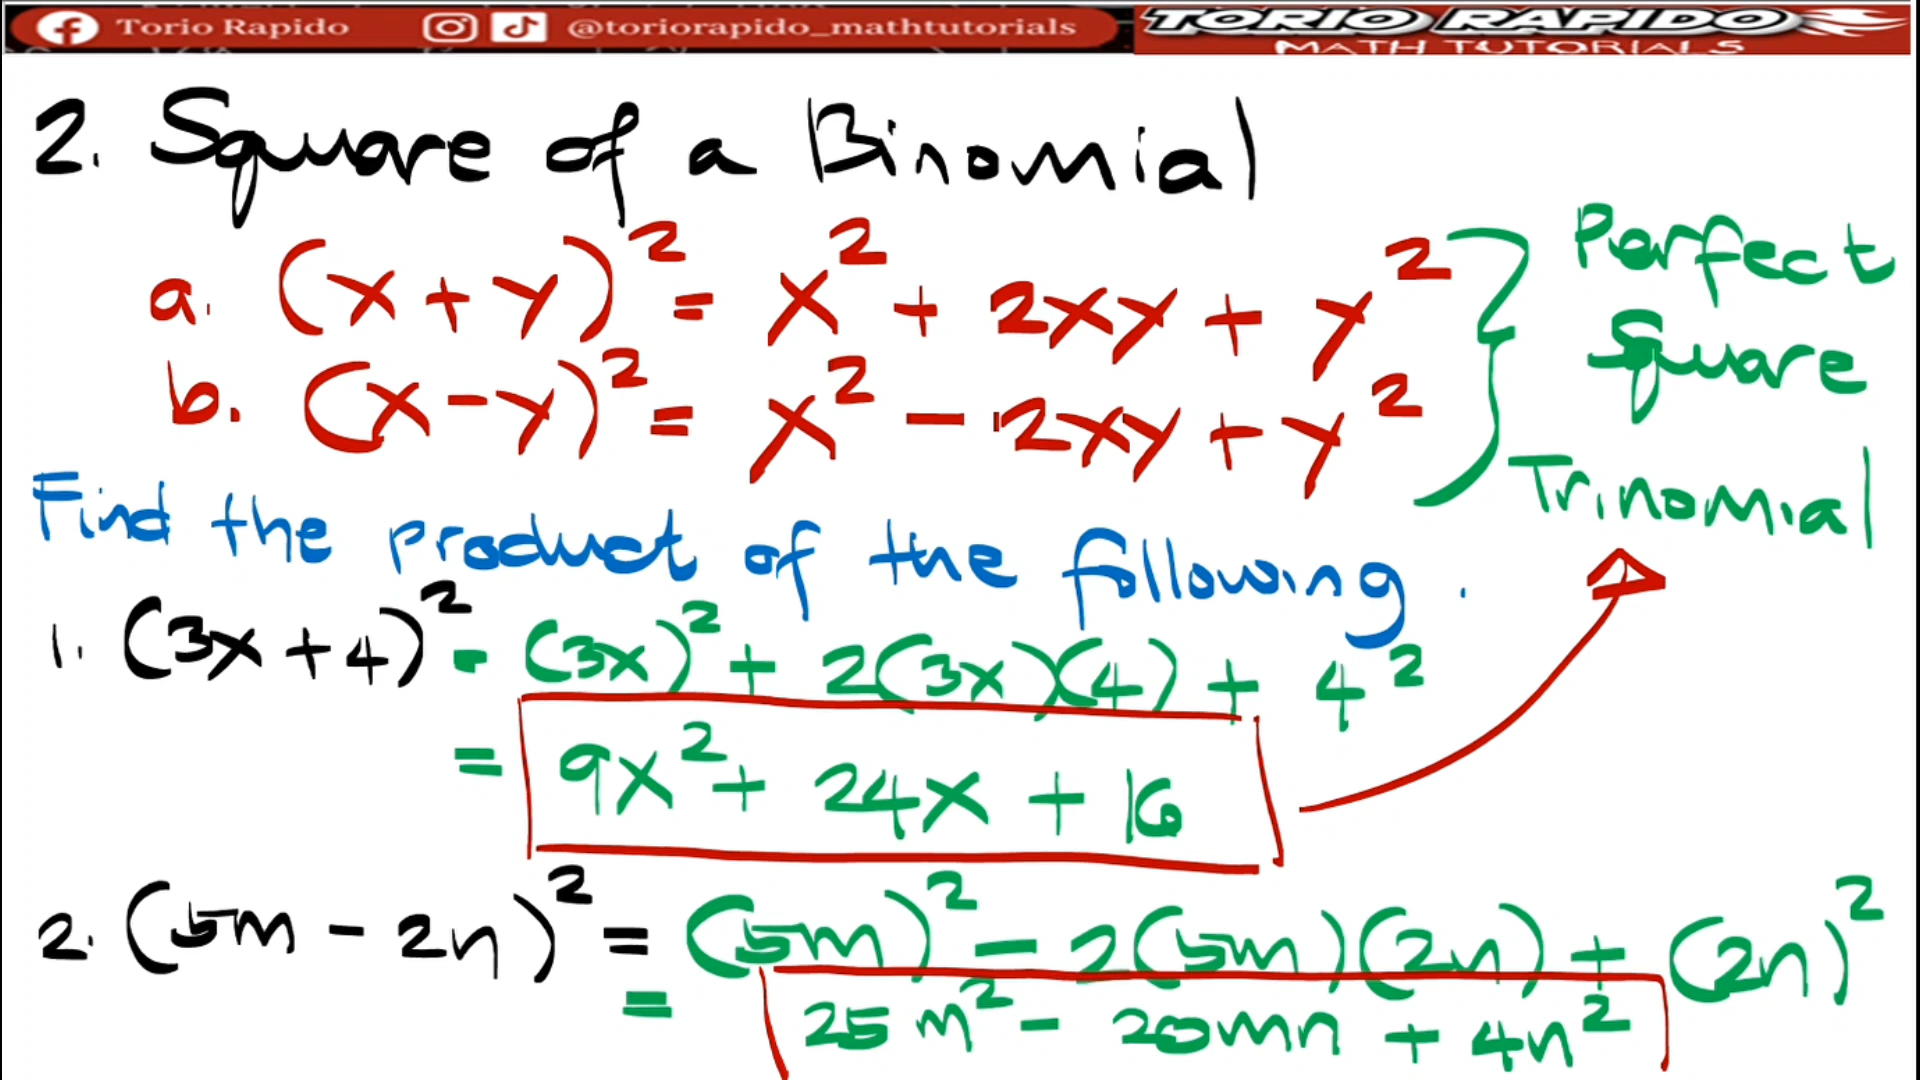 Torio Rapido @toriorapido_mathtutorials TORIO RAPIDO
MATH TUTORIALS
2. Square of a Binomial
a. (x + y)² = x² + 2xy + y²
b. (x - y)² = x² - 2xy + y²
Perfect
Square
Trinomial
Find the product of the following.
1. (3x + 4)² = (3x)² + 2(3x)(4) + 4²
= 9x² + 24x + 16
2. (5m - 2n)² = (5m)² - 2(5m)(2n) + (2n)²
= 25m² - 20mn + 4n²